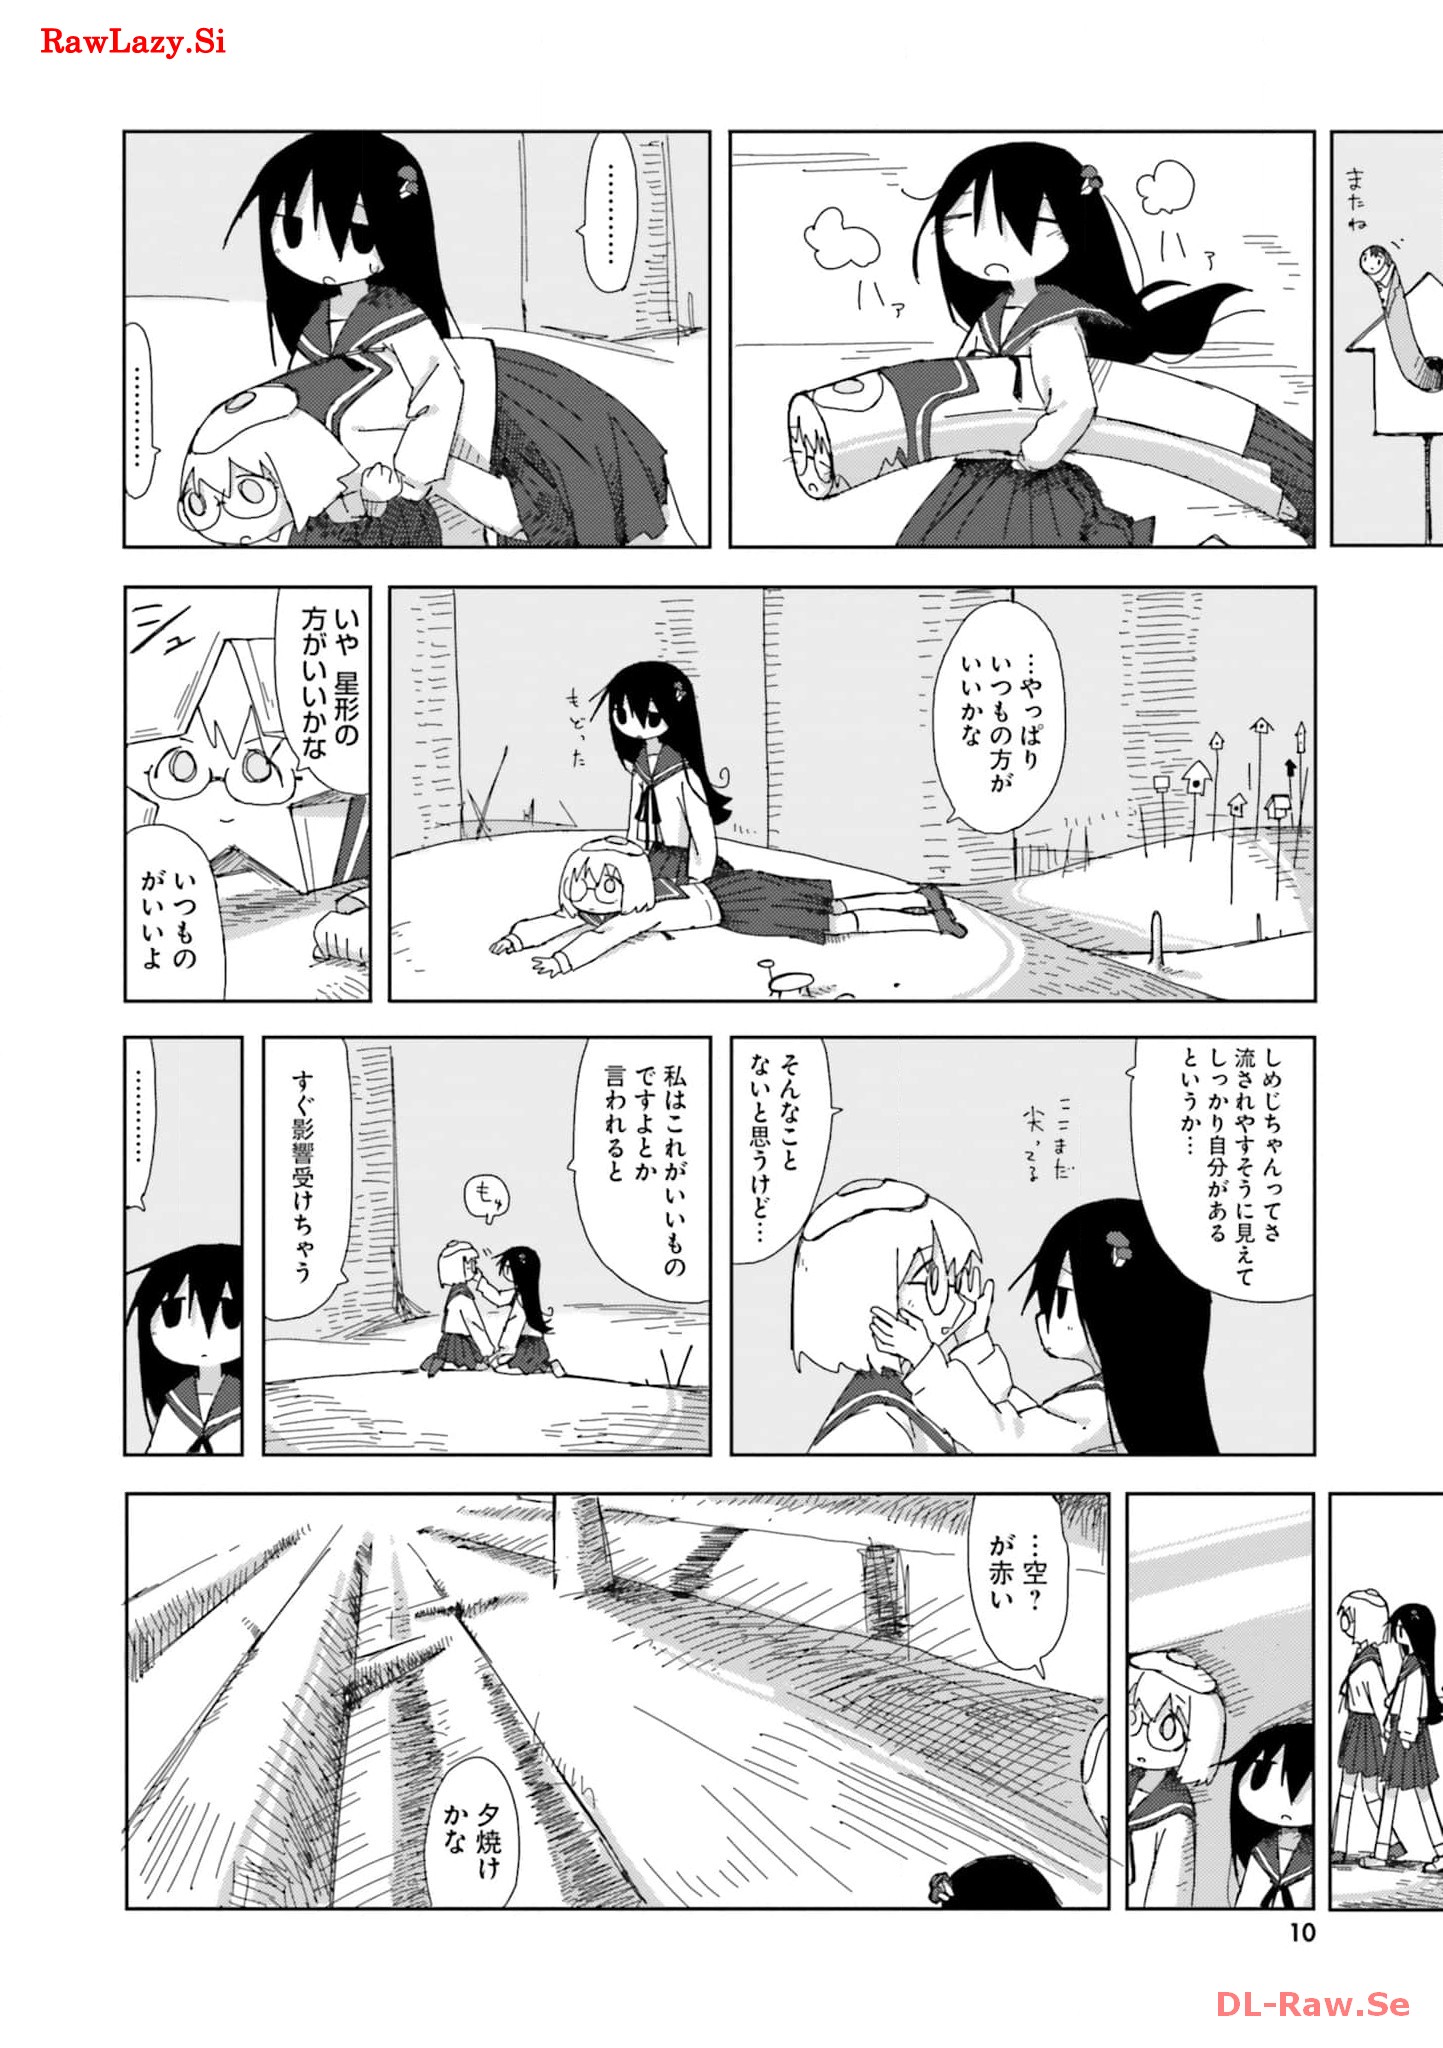 RawLazy.Si
またね
ハァ
ハァ
…………
…………
…やっぱり
いつもの方が
いいかな
もどった
いや 星形の
方がいいかな
ニシュ
いつもの
がいいよ
しめじちゃんってさ
流されやすそうに見えて
しっかり自分がある
というか…
ここまだ
尖ってる
そんなこと
ないと思うけど…
私はこれがいいもの
ですよとか
言われると
もゅ
すぐ影響受けちゃう
…………
…空?
が赤い
夕焼け
かな
10
DL-Raw.Se